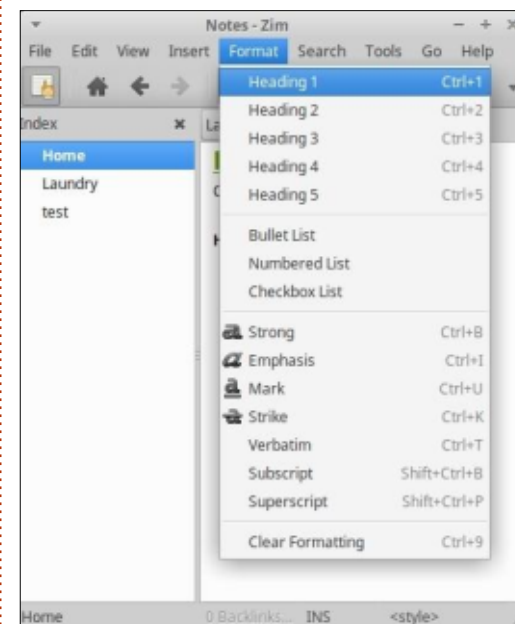 Notes - Zim
File Edit View Insert Format Search Tools Go Help
Index
Home
Laundry
test
Heading 1 Ctrl+1
Heading 2 Ctrl+2
Heading 3 Ctrl+3
Heading 4 Ctrl+4
Heading 5 Ctrl+5
Bullet List
Numbered List
Checkbox List
Strong Ctrl+B
Emphasis Ctrl+I
Mark Ctrl+U
Strike Ctrl+K
Verbatim Ctrl+T
Subscript Shift+Ctrl+B
Superscript Shift+Ctrl+P
Clear Formatting Ctrl+9
Home 0 Backlinks... INS <style>